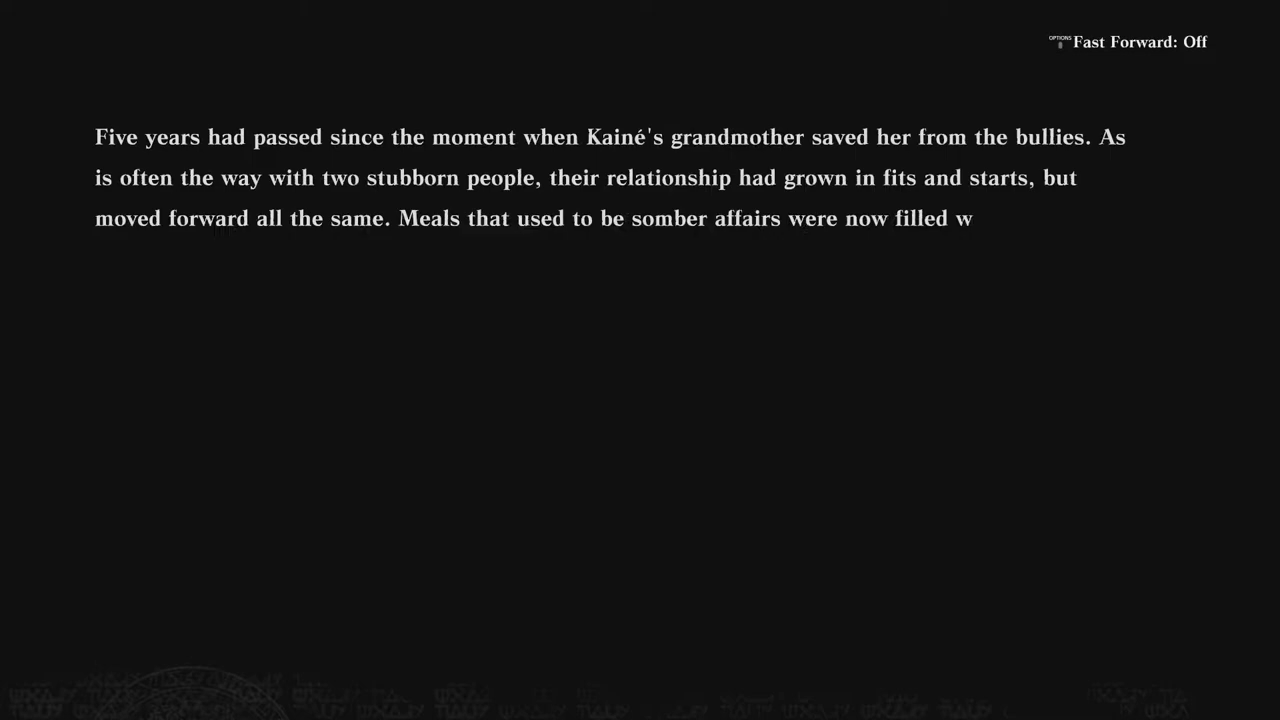 OPTIONS Fast Forward: Off
Five years had passed since the moment when Kainé's grandmother saved her from the bullies. As
is often the way with two stubborn people, their relationship had grown in fits and starts, but
moved forward all the same. Meals that used to be somber affairs were now filled w